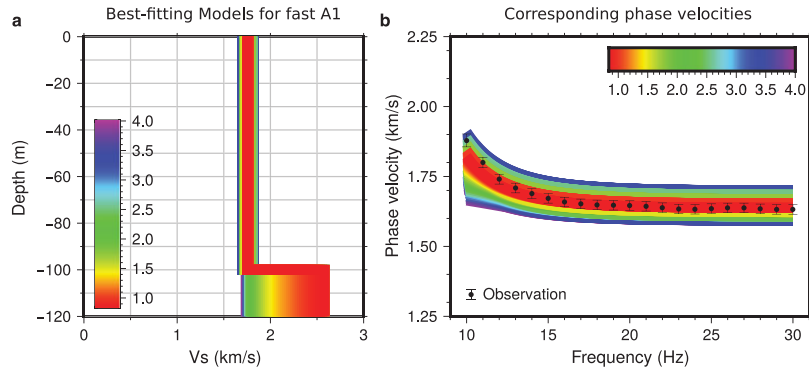 a
Best-fitting Models for fast A1
0
−20
−40
−60
−80
−100
−120
Depth (m)
4.0
3.5
3.0
2.5
2.0
1.5
1.0
0 1 2 3
Vs (km/s)
b
Corresponding phase velocities
2.25
2.00
1.75
1.50
1.25
Phase velocity (km/s)
1.0 1.5 2.0 2.5 3.0 3.5 4.0
Observation
10 15 20 25 30
Frequency (Hz)